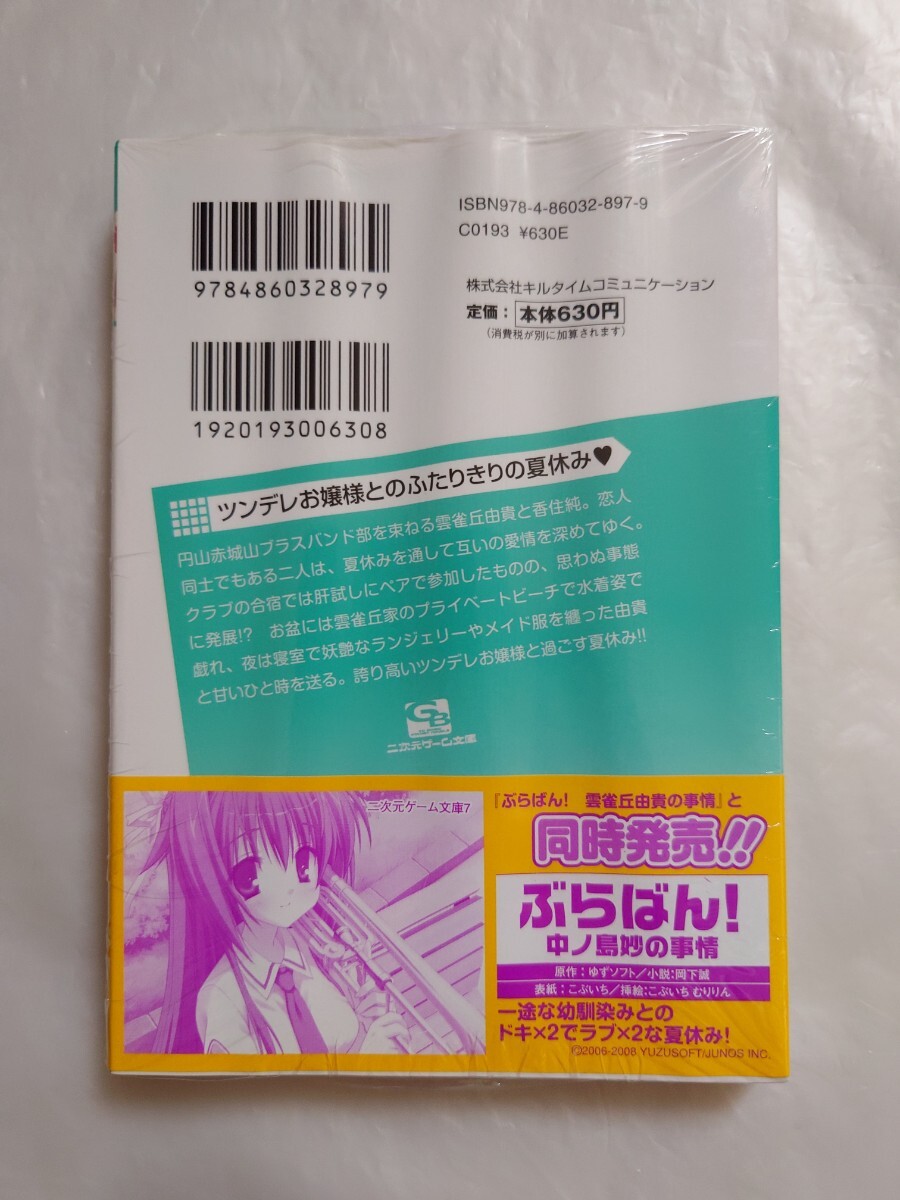 ISBN978-4-86032-897-9
C0193 ¥630E
9784860328979
株式会社キルタイムコミュニケーション
定価：本体630円
（消費税が別に加算されます）
1920193006308
ツンデレお嬢様とのふたりきりの夏休み♥
円山赤城山ブラスバンド部を束ねる雲雀丘由貴と香住純。恋人
同士でもある二人は、夏休みを通して互いの愛情を深めてゆく。
クラブの合宿では肝試しにペアで参加したものの、思わぬ事態
に発展!?　お盆には雲雀丘家のプライベートビーチで水着姿で
戯れ、夜は寝室で妖艶なランジェリーやメイド服を纏った由貴
と甘いひと時を送る。誇り高いツンデレお嬢様と過ごす夏休み!!
GB
二次元ゲーム文庫
二次元ゲーム文庫7
『ぶらばん!　雲雀丘由貴の事情』と
同時発売!!
ぶらばん!
中ノ島妙の事情
原作：ゆずソフト／小説：岡下誠
表紙：こぶいち／挿絵：こぶいち むりりん
一途な幼馴染みとの
ドキ×2でラブ×2な夏休み!
©2006-2008 YUZUSOFT/JUNOS INC.